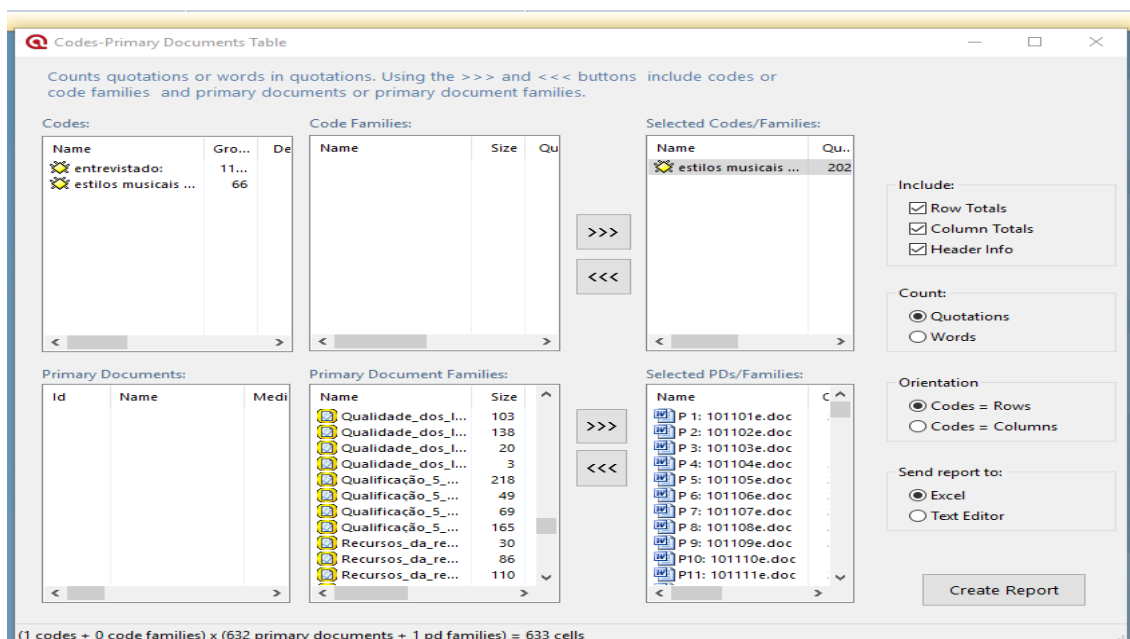 Codes-Primary Documents Table
Counts quotations or words in quotations. Using the >>> and <<< buttons include codes or
code families and primary documents or primary document families.
Codes:
Name Gro... De
entrevistado: 11...
estilos musicais ... 66
Code Families:
Name Size Qu
>>>
<<<
Selected Codes/Families:
Name Qu..
estilos musicais ... 202
Include:
Row Totals
Column Totals
Header Info
Count:
Quotations
Words
Primary Documents:
Id Name Medi
Primary Document Families:
Name Size
Qualidade_dos_I... 103
Qualidade_dos_I... 138
Qualidade_dos_I... 20
Qualidade_dos_I... 3
Qualificação_5_... 218
Qualificação_5_... 49
Qualificação_5_... 69
Qualificação_5_... 165
Recursos_da_re... 30
Recursos_da_re... 86
Recursos_da_re... 110
>>>
<<<
Selected PDs/Families:
Name
P 1: 101101e.doc
P 2: 101102e.doc
P 3: 101103e.doc
P 4: 101104e.doc
P 5: 101105e.doc
P 6: 101106e.doc
P 7: 101107e.doc
P 8: 101108e.doc
P 9: 101109e.doc
P10: 101110e.doc
P11: 101111e.doc
Orientation
Codes = Rows
Codes = Columns
Send report to:
Excel
Text Editor
Create Report
(1 codes + 0 code families) x (632 primary documents + 1 pd families) = 633 cells